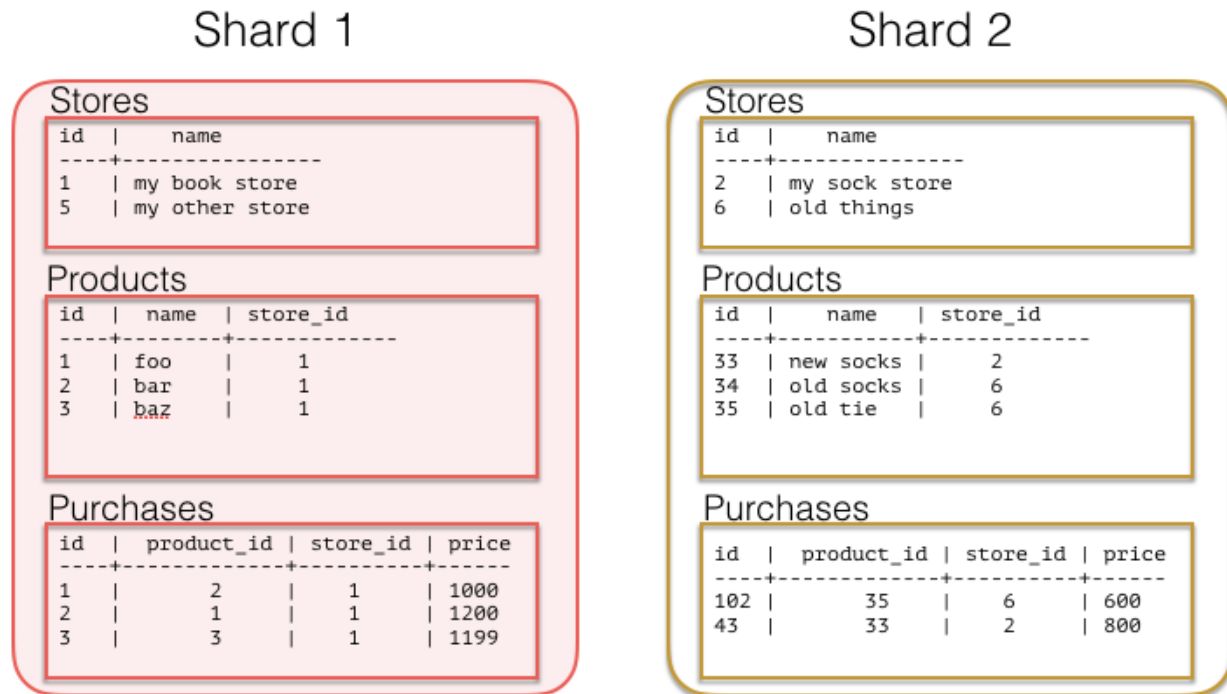 Shard 1
Stores
id | name
----+-----------------
1 | my book store
5 | my other store
Products
id | name | store_id
----+--------+-------------
1 | foo | 1
2 | bar | 1
3 | baz | 1
Purchases
id | product_id | store_id | price
----+-------------+----------+------
1 | 2 | 1 | 1000
2 | 1 | 1 | 1200
3 | 3 | 1 | 1199
Shard 2
Stores
id | name
----+---------------
2 | my sock store
6 | old things
Products
id | name | store_id
----+-----------+-------------
33 | new socks | 2
34 | old socks | 6
35 | old tie | 6
Purchases
id | product_id | store_id | price
----+-------------+----------+------
102 | 35 | 6 | 600
43 | 33 | 2 | 800